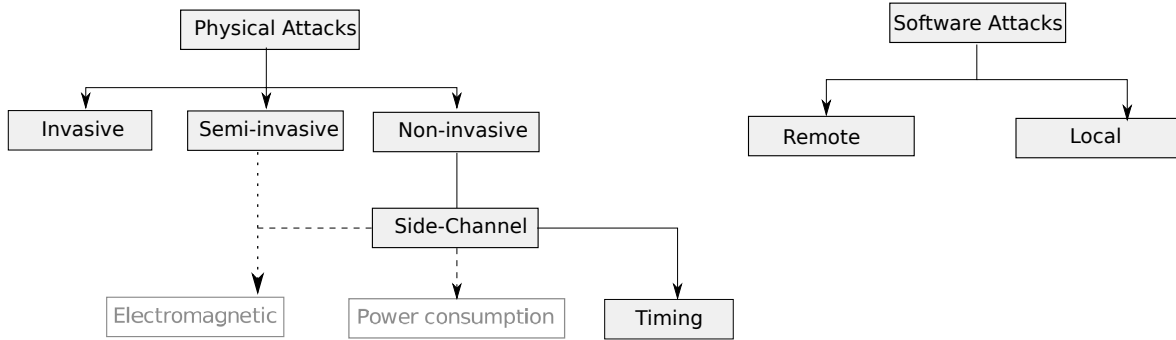 Physical Attacks
Software Attacks
Invasive
Semi-invasive
Non-invasive
Remote
Local
Side-Channel
Electromagnetic
Power consumption
Timing